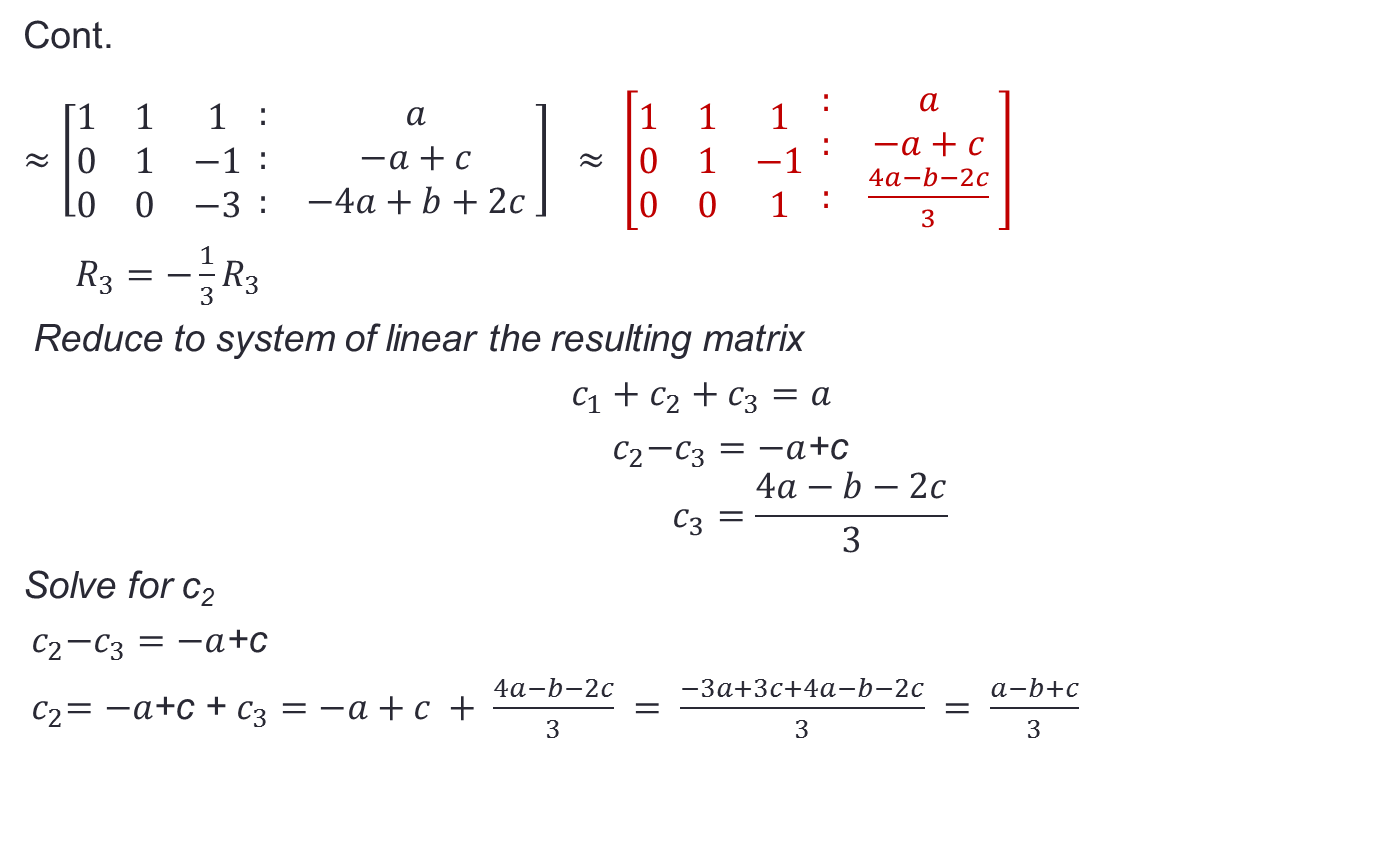 Cont.
≈ [1 1 1 : a; 0 1 −1 : −a + c; 0 0 −3 : −4a + b + 2c] ≈ [1 1 1 : a; 0 1 −1 : −a + c; 0 0 1 : (4a−b−2c)/3]
R₃ = −1/3 R₃
Reduce to system of linear the resulting matrix
c₁ + c₂ + c₃ = a
c₂−c₃ = −a+c
c₃ = (4a − b − 2c)/3
Solve for c₂
c₂−c₃ = −a+c
c₂= −a+c + c₃ = −a + c + (4a−b−2c)/3 = (−3a+3c+4a−b−2c)/3 = (a−b+c)/3